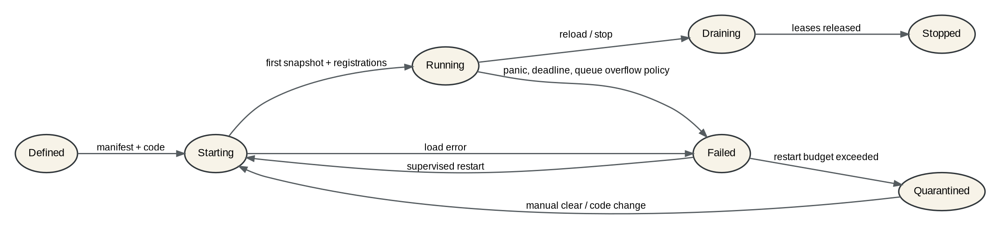 Defined
manifest + code
Starting
first snapshot + registrations
Running
reload / stop
Draining
leases released
Stopped
panic, deadline, queue overflow policy
load error
Failed
supervised restart
restart budget exceeded
Quarantined
manual clear / code change